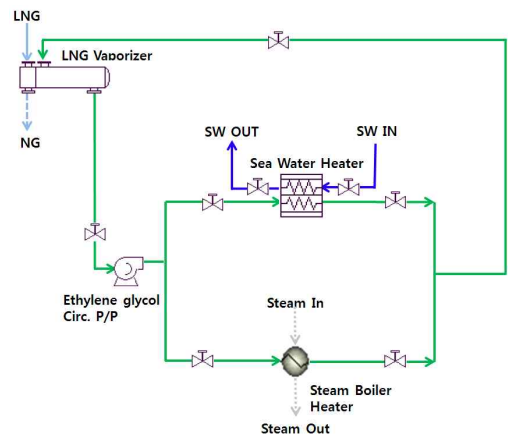 LNG
LNG Vaporizer
NG
SW OUT
SW IN
Sea Water Heater
Ethylene glycol
Circ. P/P
Steam In
Steam Boiler
Heater
Steam Out